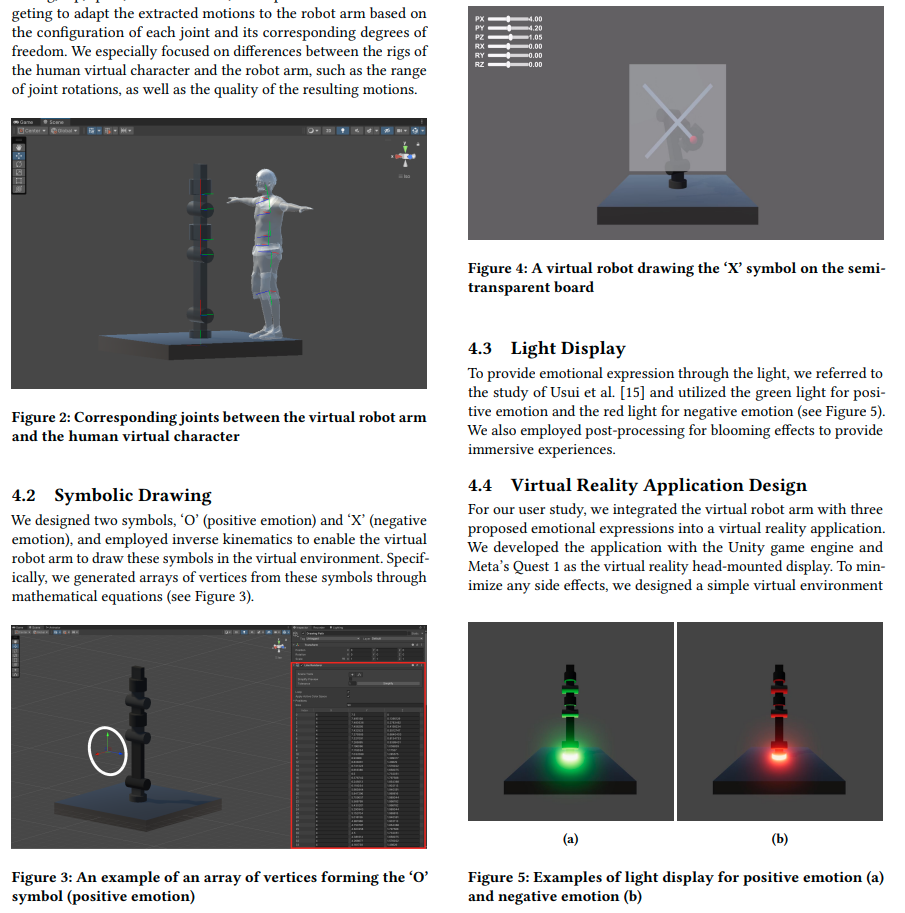 geting to adapt the extracted motions to the robot arm based on
the configuration of each joint and its corresponding degrees of
freedom. We especially focused on differences between the rigs of
the human virtual character and the robot arm, such as the range
of joint rotations, as well as the quality of the resulting motions.
Game Scene
Center Global
Figure 2: Corresponding joints between the virtual robot arm
and the human virtual character
4.2 Symbolic Drawing
We designed two symbols, ‘O’ (positive emotion) and ‘X’ (negative
emotion), and employed inverse kinematics to enable the virtual
robot arm to draw these symbols in the virtual environment. Specif-
ically, we generated arrays of vertices from these symbols through
mathematical equations (see Figure 3).
Figure 3: An example of an array of vertices forming the ‘O’
symbol (positive emotion)
PX 4.00
PY 4.20
PZ 1.05
RX 0.00
RY 0.00
RZ 0.00
Figure 4: A virtual robot drawing the ‘X’ symbol on the semi-
transparent board
4.3 Light Display
To provide emotional expression through the light, we referred to
the study of Usui et al. [15] and utilized the green light for posi-
tive emotion and the red light for negative emotion (see Figure 5).
We also employed post-processing for blooming effects to provide
immersive experiences.
4.4 Virtual Reality Application Design
For our user study, we integrated the virtual robot arm with three
proposed emotional expressions into a virtual reality application.
We developed the application with the Unity game engine and
Meta’s Quest 1 as the virtual reality head-mounted display. To min-
imize any side effects, we designed a simple virtual environment
(a) (b)
Figure 5: Examples of light display for positive emotion (a)
and negative emotion (b)